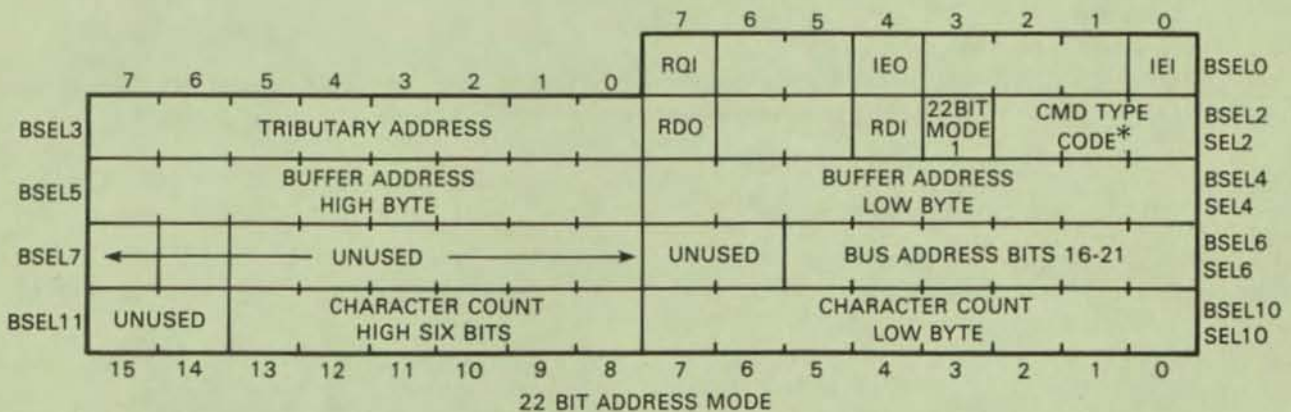 7 6 5 4 3 2 1 0
RQI IEO IEI BSEL0
7 6 5 4 3 2 1 0
BSEL3 TRIBUTARY ADDRESS RDO RDI 22BIT MODE 1 CMD TYPE CODE* BSEL2 SEL2
BSEL5 BUFFER ADDRESS HIGH BYTE BUFFER ADDRESS LOW BYTE BSEL4 SEL4
BSEL7 UNUSED UNUSED BUS ADDRESS BITS 16-21 BSEL6 SEL6
BSEL11 UNUSED CHARACTER COUNT HIGH SIX BITS CHARACTER COUNT LOW BYTE BSEL10 SEL10
15 14 13 12 11 10 9 8 7 6 5 4 3 2 1 0
22 BIT ADDRESS MODE